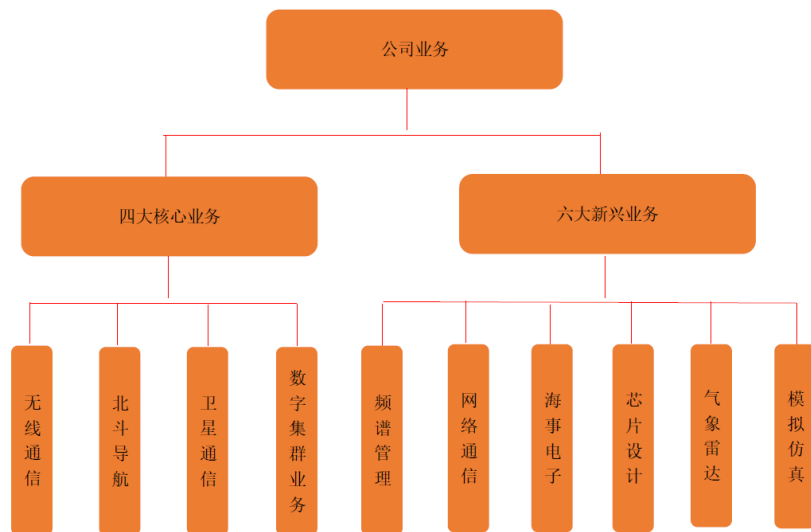 公司业务
四大核心业务
六大新兴业务
无线通信
北斗导航
卫星通信
数字集群业务
频谱管理
网络通信
海事电子
芯片设计
气象雷达
模拟仿真